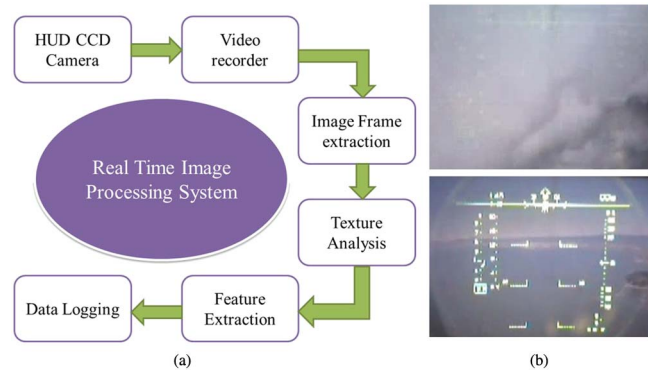 HUD CCD
Camera
Video
recorder
Image Frame
extraction
Real Time Image
Processing System
Texture
Analysis
Feature
Extraction
Data Logging
(a)
(b)